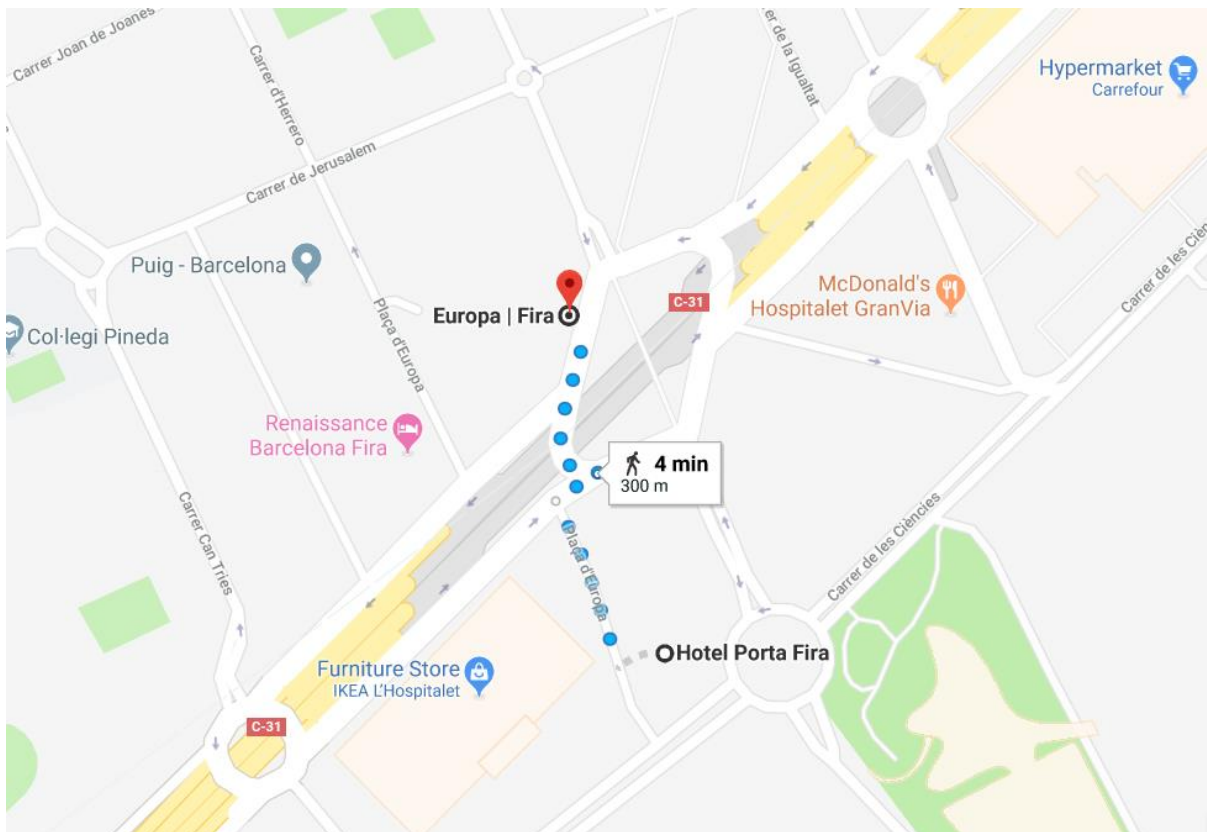 Carrer Joan de Joanes
Carrer d'Herrero
er de la Igualtat
Hypermarket
Carrefour
Carrer de Jerusalem
Puig - Barcelona
Carrer de les Cièn
McDonald's
Hospitalet GranVia
C-31
Europa | Fira
Col·legi Pineda
Plaça d'Europa
Renaissance
Barcelona Fira
4 min
300 m
Carrer Can Tries
Plaça d'Europa
Carrer de les Ciències
Hotel Porta Fira
Furniture Store
IKEA L'Hospitalet
C-31